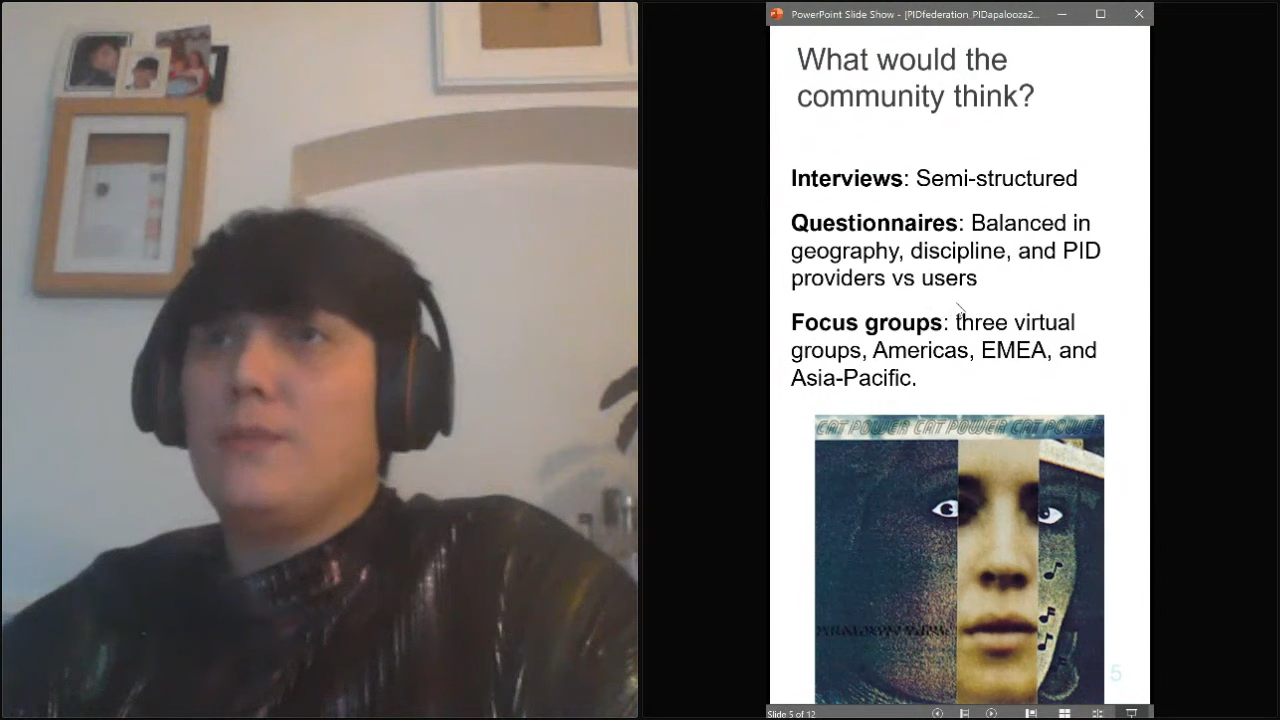 PowerPoint Slide Show - [PIDfederation_PIDapalooza2...
What would the
community think?
Interviews: Semi-structured
Questionnaires: Balanced in
geography, discipline, and PID
providers vs users
Focus groups: three virtual
groups, Americas, EMEA, and
Asia-Pacific.
CAT POWER CAT POWER CAT POWER
5
Slide 5 of 12